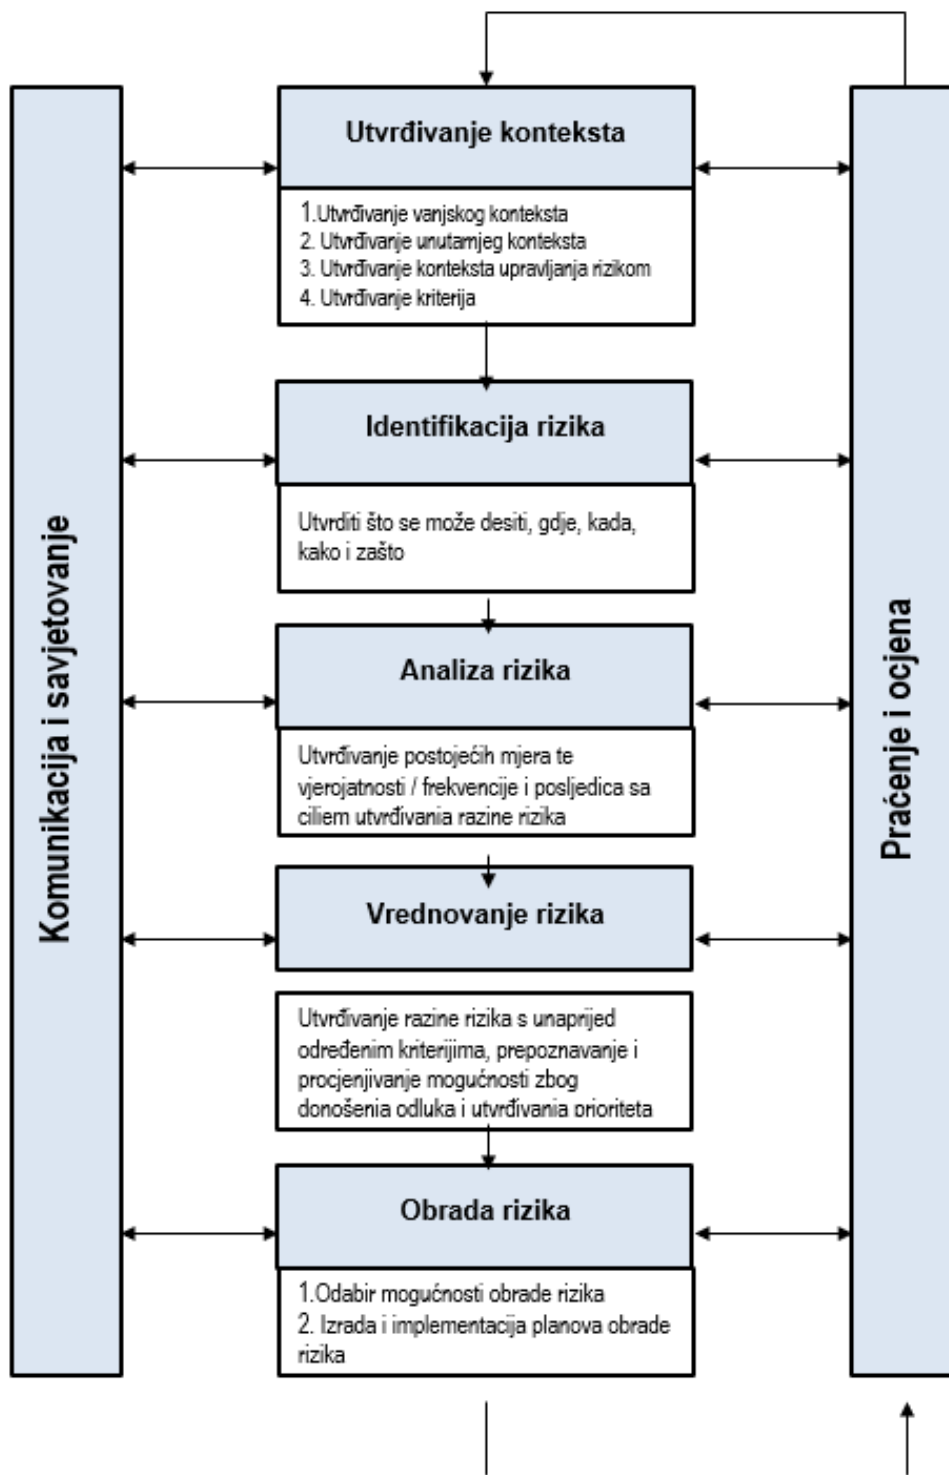 Komunikacija i savjetovanje
Utvrđivanje konteksta
1.Utvrđivanje vanjskog konteksta
2. Utvrđivanje unutarnjeg konteksta
3. Utvrđivanje konteksta upravljanja rizikom
4. Utvrđivanje kriterija
Identifikacija rizika
Utvrditi što se može desiti, gdje, kada,
kako i zašto
Analiza rizika
Utvrđivanje postojećih mjera te
vjerojatnosti / frekvencije i posljedica sa
ciljem utvrđivania razine rizika
Vrednovanje rizika
Utvrđivanje razine rizika s unaprijed
određenim kriterijima, prepoznavanje i
procjenjivanje mogućnosti zbog
donošenja odluka i utvrđivanja prioriteta
Obrada rizika
1.Odabir mogućnosti obrade rizika
2. Izrada i implementacija planova obrade
rizika
Praćenje i ocjena